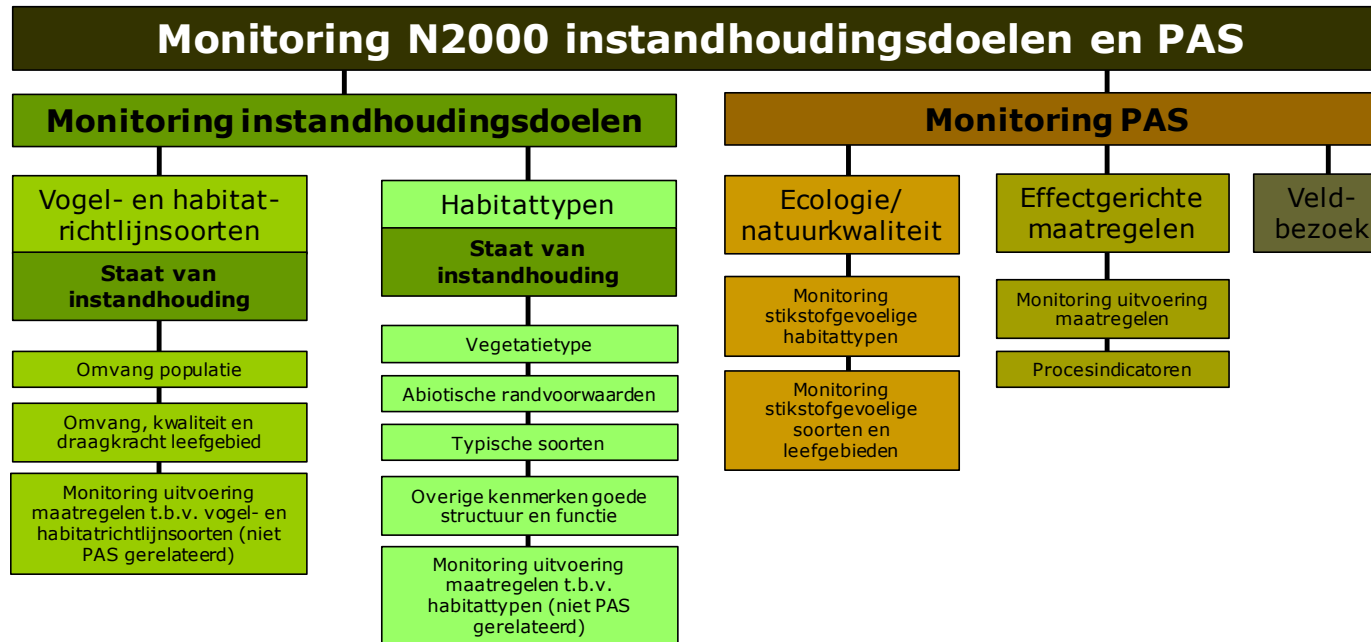 Monitoring N2000 instandhoudingsdoelen en PAS
Monitoring instandhoudingsdoelen
Vogel- en habitat-
richtlijnsoorten
Staat van
instandhouding
Omvang populatie
Omvang, kwaliteit en
draagkracht leefgebied
Monitoring uitvoering
maatregelen t.b.v. vogel- en
habitatrichtlijnsoorten (niet
PAS gerelateerd)
Habitattypen
Staat van
instandhouding
Vegetatietype
Abiotische randvoorwaarden
Typische soorten
Overige kenmerken goede
structuur en functie
Monitoring uitvoering
maatregelen t.b.v.
habitattypen (niet PAS
gerelateerd)
Monitoring PAS
Ecologie/
natuurkwaliteit
Monitoring
stikstofgevoelige
habitattypen
Monitoring
stikstofgevoelige
soorten en
leefgebieden
Effectgerichte
maatregelen
Monitoring uitvoering
maatregelen
Procesindicatoren
Veld-
bezoek